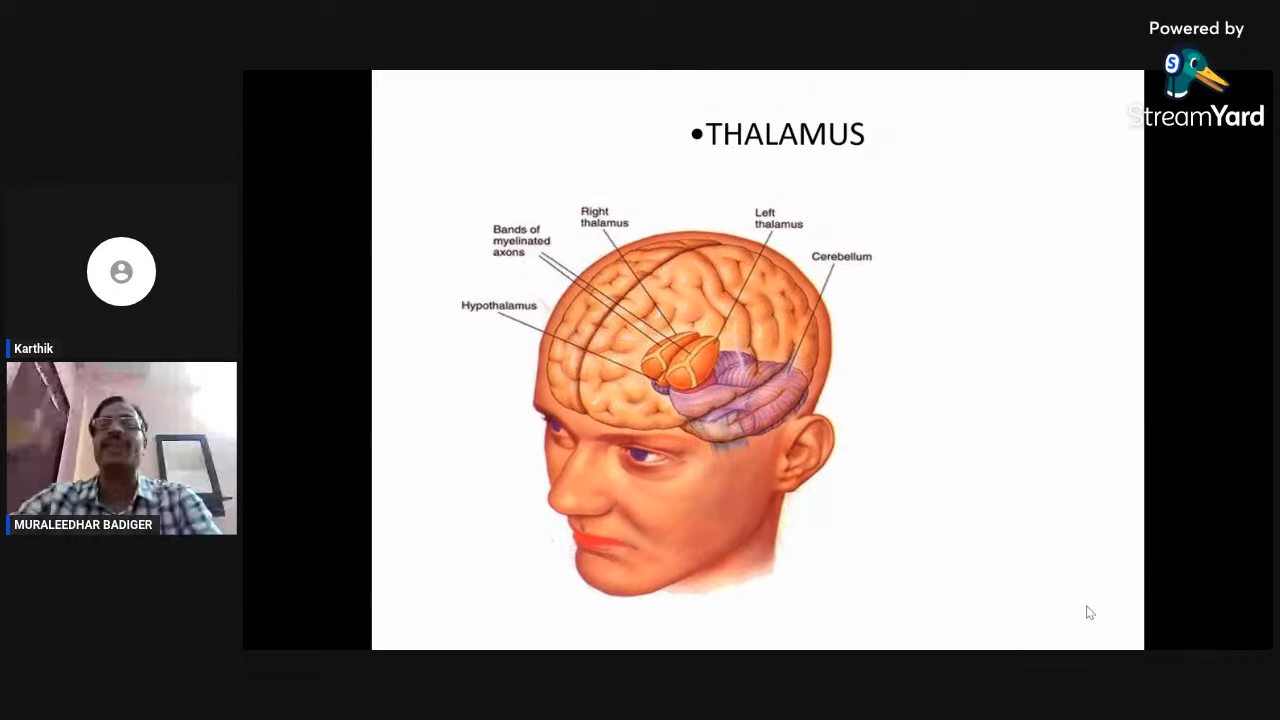 Powered by
S
StreamYard
•THALAMUS
Right
thalamus
Left
thalamus
Bands of
myelinated
axons
Cerebellum
Hypothalamus
Karthik
MURALEEDHAR BADIGER